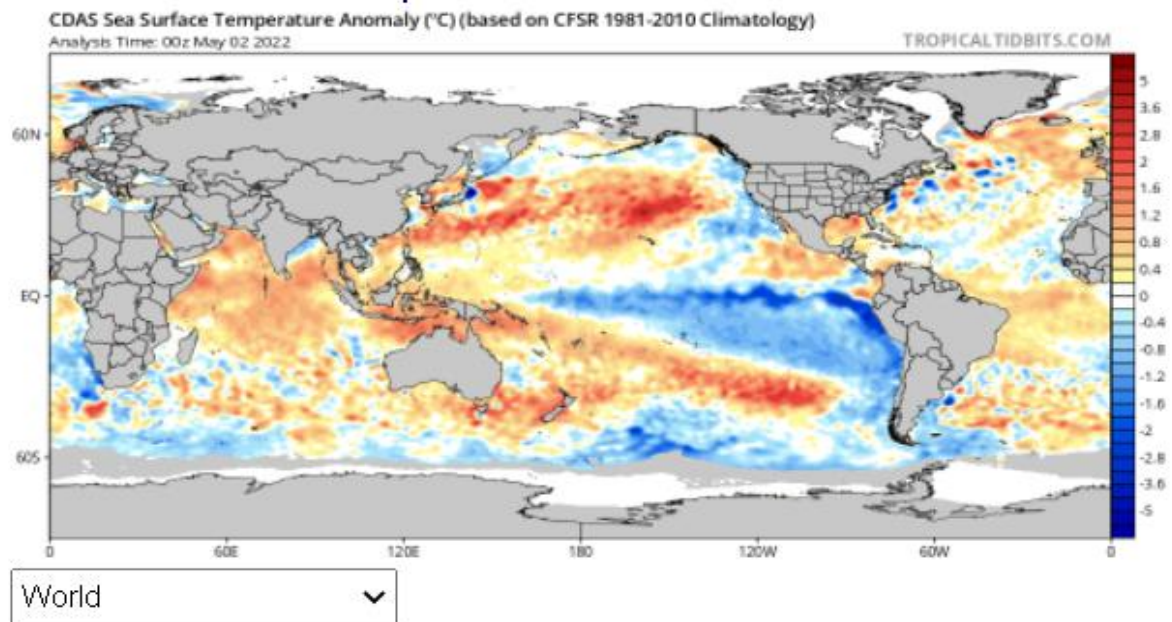 CDAS Sea Surface Temperature Anomaly (°C) (based on CFSR 1981-2010 Climatology)
Analysis Time: 00z May 02 2022
TROPICALTIDBITS.COM
60N
EQ
60S
0
60E
120E
180
120W
60W
0
5
3.6
2.8
2
1.6
1.2
0.8
0.4
0
-0.4
-0.8
-1.2
-1.6
-2
-2.8
-3.6
-5
World